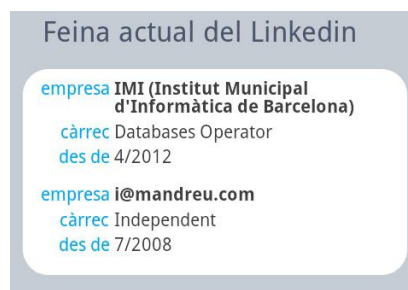 Feina actual del Linkedin
empresa IMI (Institut Municipal
d'Informàtica de Barcelona)
càrrec Databases Operator
des de 4/2012
empresa i@mandreu.com
càrrec Independent
des de 7/2008